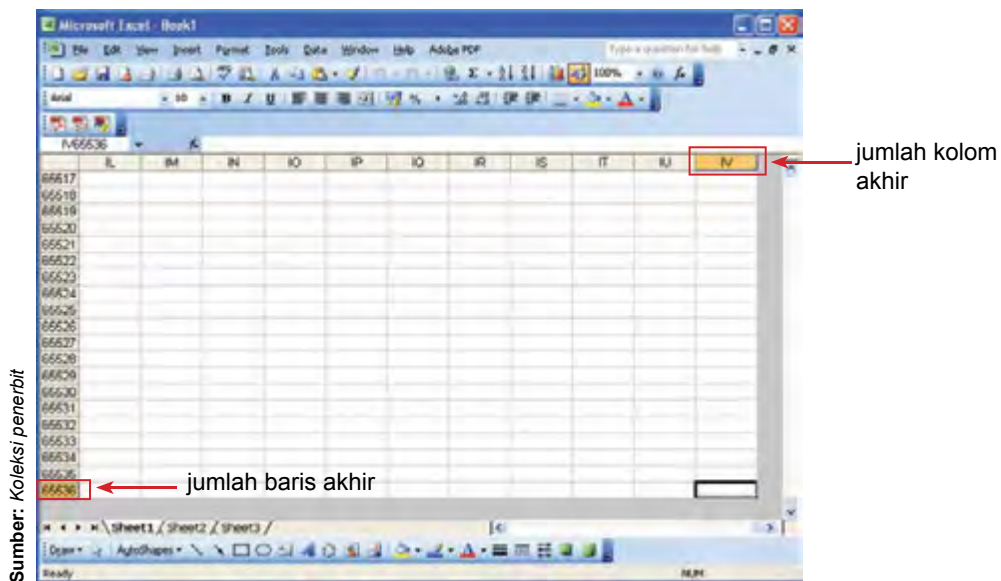 Microsoft Excel - Book1
File Edit View Insert Format Tools Data Window Help Adobe PDF Type a question for help
100%
Arial 10 B I U %
IV65536 fx
IL IM IN IO IP IQ IR IS IT IU IV
jumlah kolom
akhir
65517
65518
65519
65520
65521
65522
65523
65524
65525
65526
65527
65528
65529
65530
65531
65532
65533
65534
65535
65536
jumlah baris akhir
Sheet1 / Sheet2 / Sheet3 /
Draw AutoShapes
Ready NUM
Sumber: Koleksi penerbit